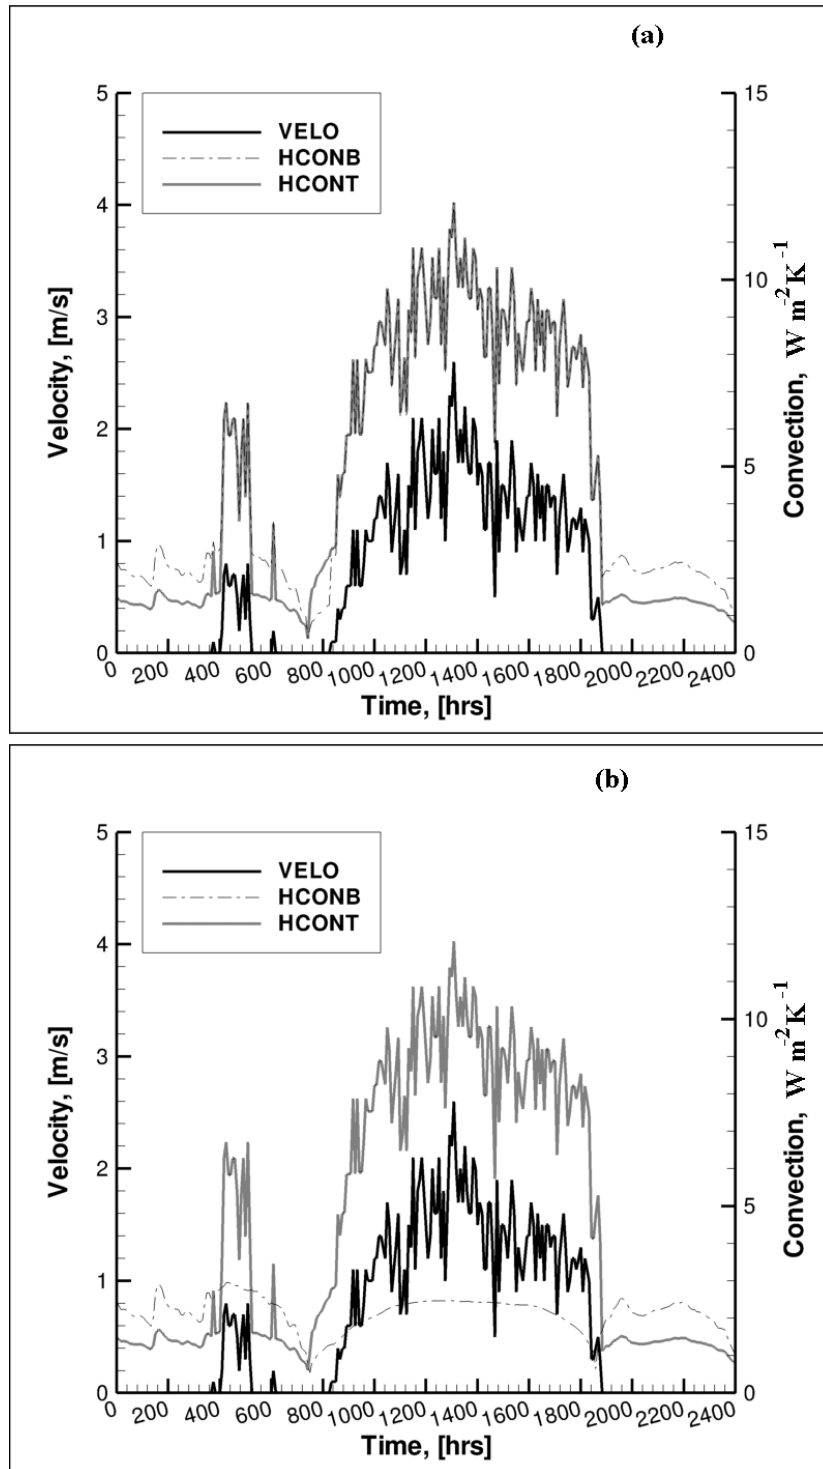 (a)
5
4
3
2
1
0
Velocity, [m/s]
VELO
HCONB
HCONT
15
10
5
0
Convection, W m-2K-1
0 200 400 600 800 1000 1200 1400 1600 1800 2000 2200 2400
Time, [hrs]
(b)
5
4
3
2
1
0
Velocity, [m/s]
VELO
HCONB
HCONT
15
10
5
0
Convection, W m-2K-1
0 200 400 600 800 1000 1200 1400 1600 1800 2000 2200 2400
Time, [hrs]